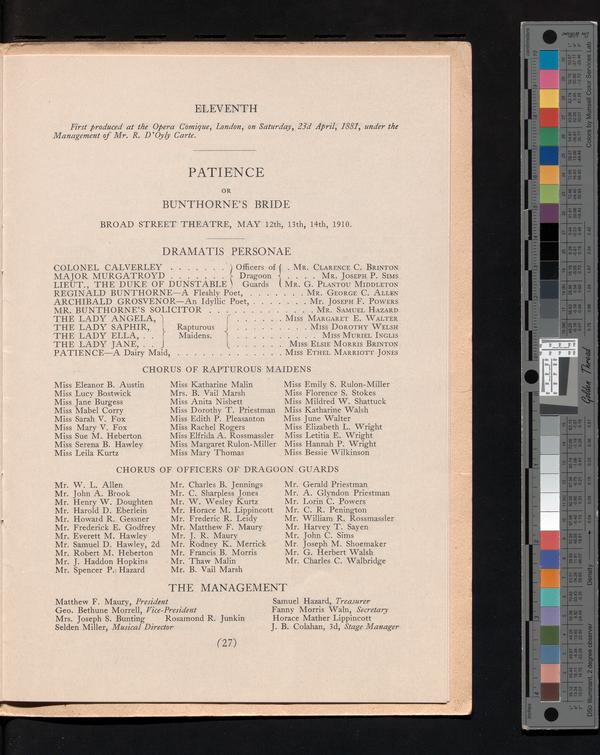 ELEVENTH
First produced at the Opera Comique, London, on Saturday, 23d April, 1881, under the
Management of Mr. R. D'Oyly Carte.
PATIENCE
OR
BUNTHORNE'S BRIDE
BROAD STREET THEATRE, MAY 12th, 13th, 14th, 1910.
DRAMATIS PERSONAE
COLONEL CALVERLEY . . . . . . . } Officers of { . Mr. Clarence C. Brinton
MAJOR MURGATROYD . . . . . . . } Dragoon { . . . . Mr. Joseph P. Sims
LIEUT., THE DUKE OF DUNSTABLE } Guards { Mr. G. Plantou Middleton
REGINALD BUNTHORNE—A Fleshly Poet, . . . . . . . Mr. George C. Allen
ARCHIBALD GROSVENOR—An Idyllic Poet, . . . . . . . Mr. Joseph F. Powers
MR. BUNTHORNE'S SOLICITOR . . . . . . . . . . . Mr. Samuel Hazard
THE LADY ANGELA, } { . . . . . . . Miss Margaret E. Walter
THE LADY SAPHIR, } Rapturous { . . . . . . . . Miss Dorothy Welsh
THE LADY ELLA, . . } Maidens. { . . . . . . . . . Miss Muriel Inglis
THE LADY JANE, . . } { . . . . . . Miss Elsie Morris Brinton
PATIENCE—A Dairy Maid, . . . . . . . . . . . . . Miss Ethel Marriott Jones
CHORUS OF RAPTUROUS MAIDENS
Miss Eleanor B. Austin Miss Katharine Malin Miss Emily S. Rulon-Miller
Miss Lucy Bostwick Mrs. B. Vail Marsh Miss Florence S. Stokes
Miss Jane Burgess Miss Anita Nisbett Miss Mildred W. Shattuck
Miss Mabel Corry Miss Dorothy T. Priestman Miss Katharine Walsh
Miss Sarah V. Fox Miss Edith P. Pleasanton Miss June Walter
Miss Mary V. Fox Miss Rachel Rogers Miss Elizabeth L. Wright
Miss Sue M. Heberton Miss Elfrida A. Rossmassler Miss Letitia E. Wright
Miss Serena B. Hawley Miss Margaret Rulon-Miller Miss Hannah P. Wright
Miss Leila Kurtz Miss Mary Thomas Miss Bessie Wilkinson
CHORUS OF OFFICERS OF DRAGOON GUARDS
Mr. W. L. Allen Mr. Charles B. Jennings Mr. Gerald Priestman
Mr. John A. Brook Mr. C. Sharpless Jones Mr. A. Glyndon Priestman
Mr. Henry W. Doughten Mr. W. Wesley Kurtz Mr. Lorin C. Powers
Mr. Harold D. Eberlein Mr. Horace M. Lippincott Mr. C. R. Penington
Mr. Howard R. Gessner Mr. Frederic R. Leidy Mr. William R. Rossmassler
Mr. Frederick E. Godfrey Mr. Matthew F. Maury Mr. Harvey T. Sayen
Mr. Everett M. Hawley Mr. J. R. Maury Mr. John C. Sims
Mr. Samuel D. Hawley, 2d Mr. Rodney K. Merrick Mr. Joseph M. Shoemaker
Mr. Robert M. Heberton Mr. Francis B. Morris Mr. G. Herbert Walsh
Mr. J. Haddon Hopkins Mr. Thaw Malin Mr. Charles C. Walbridge
Mr. Spencer P. Hazard Mr. B. Vail Marsh
THE MANAGEMENT
Matthew F. Maury, President Samuel Hazard, Treasurer
Geo. Bethune Morrell, Vice-President Fanny Morris Waln, Secretary
Mrs. Joseph S. Bunting Rosamond R. Junkin Horace Mather Lippincott
Selden Miller, Musical Director J. B. Colahan, 3d, Stage Manager
(27)
Golden Thread
Colors by Munsell Color Services Lab
Density
D50 Illuminant, 2 degree observer